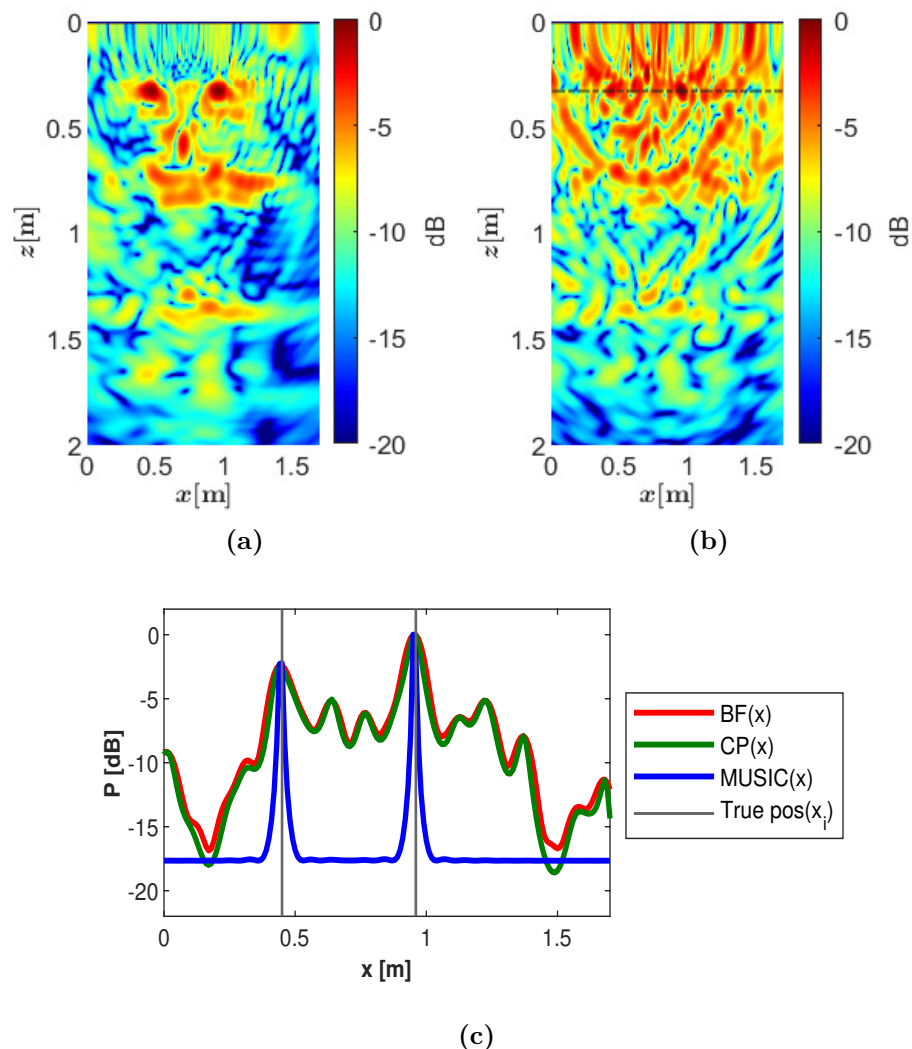 0
0.5
1
1.5
2
z[m]
0 0.5 1 1.5
x[m]
0
-5
-10
-15
-20
dB
(a)
0
0.5
1
1.5
2
z[m]
0 0.5 1 1.5
x[m]
0
-5
-10
-15
-20
dB
(b)
0
-5
-10
-15
-20
P [dB]
0 0.5 1 1.5
x [m]
BF(x)
CP(x)
MUSIC(x)
True pos(x_i)
(c)